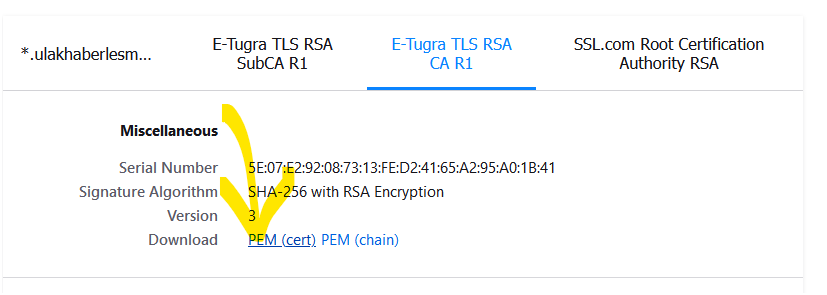 *.ulakhaberlesm...
E-Tugra TLS RSA
SubCA R1
E-Tugra TLS RSA
CA R1
SSL.com Root Certification
Authority RSA
Miscellaneous
Serial Number 5E:07:E2:92:08:73:13:FE:D2:41:65:A2:95:A0:1B:41
Signature Algorithm SHA-256 with RSA Encryption
Version 3
Download PEM (cert) PEM (chain)